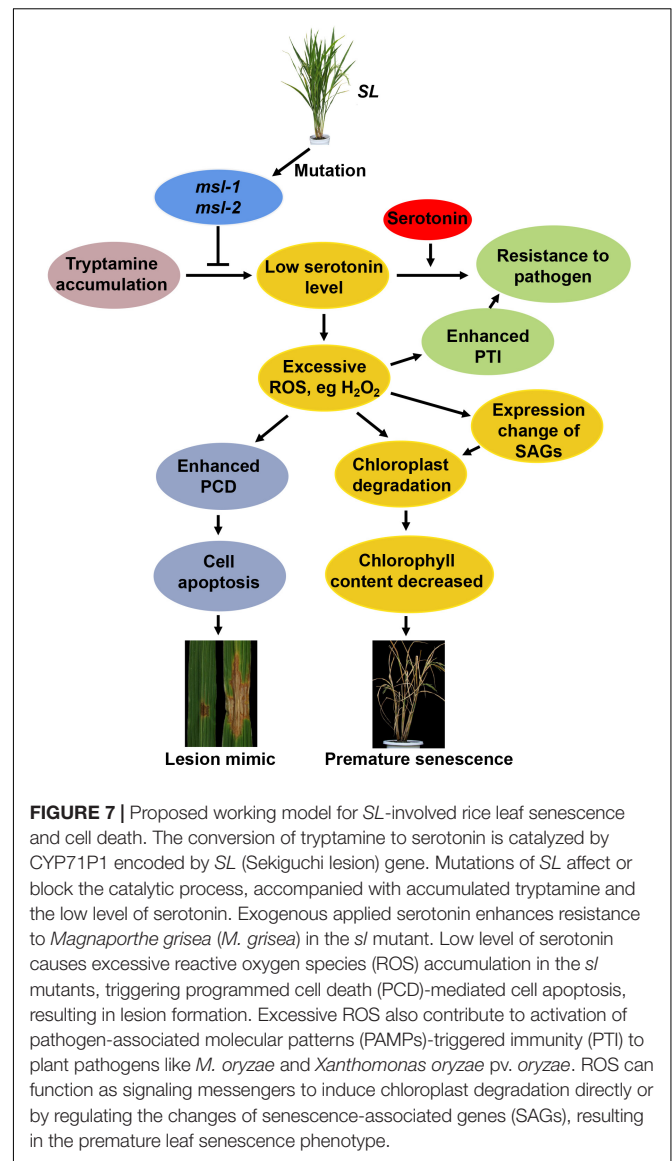 SL
Mutation
msl-1
msl-2
Serotonin
Tryptamine
accumulation
Low serotonin
level
Resistance to
pathogen
Enhanced
PTI
Excessive
ROS, eg H₂O₂
Expression
change of
SAGs
Enhanced
PCD
Chloroplast
degradation
Cell
apoptosis
Chlorophyll
content decreased
Lesion mimic
Premature senescence
FIGURE 7 | Proposed working model for SL-involved rice leaf senescence
and cell death. The conversion of tryptamine to serotonin is catalyzed by
CYP71P1 encoded by SL (Sekiguchi lesion) gene. Mutations of SL affect or
block the catalytic process, accompanied with accumulated tryptamine and
the low level of serotonin. Exogenous applied serotonin enhances resistance
to Magnaporthe grisea (M. grisea) in the sl mutant. Low level of serotonin
causes excessive reactive oxygen species (ROS) accumulation in the sl
mutants, triggering programmed cell death (PCD)-mediated cell apoptosis,
resulting in lesion formation. Excessive ROS also contribute to activation of
pathogen-associated molecular patterns (PAMPs)-triggered immunity (PTI) to
plant pathogens like M. oryzae and Xanthomonas oryzae pv. oryzae. ROS can
function as signaling messengers to induce chloroplast degradation directly or
by regulating the changes of senescence-associated genes (SAGs), resulting
in the premature leaf senescence phenotype.